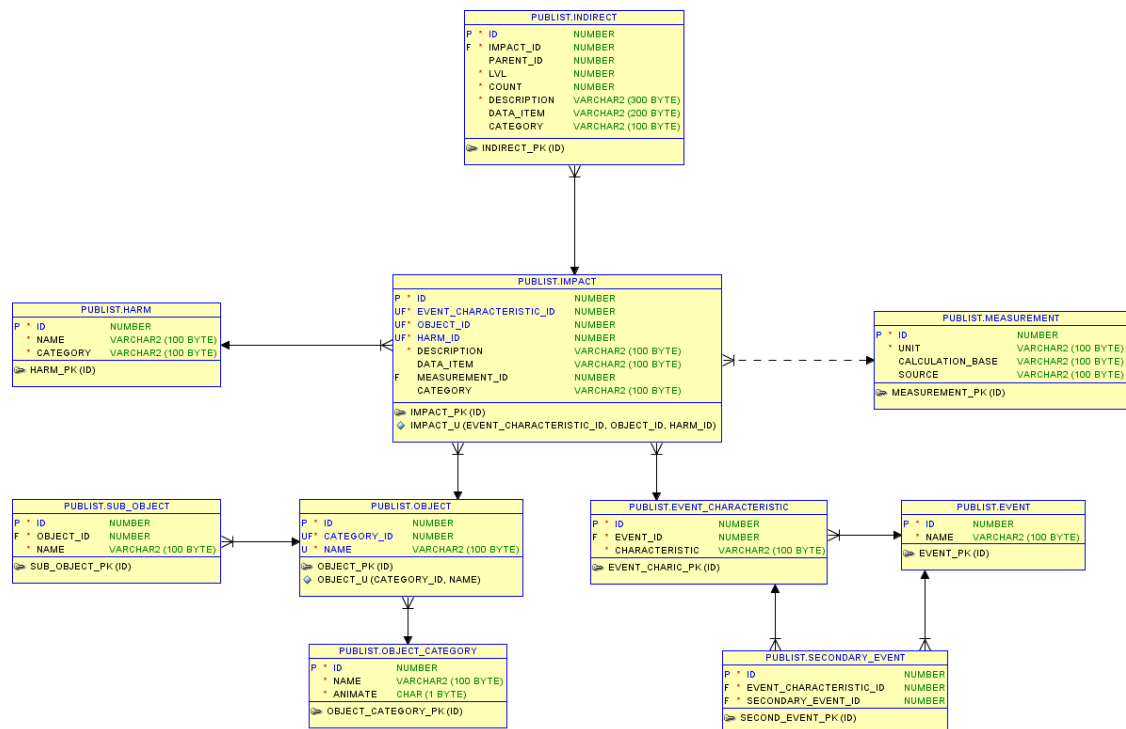 PUBLIST.INDIRECT
P * ID NUMBER
F * IMPACT_ID NUMBER
PARENT_ID NUMBER
* LVL NUMBER
* COUNT NUMBER
* DESCRIPTION VARCHAR2 (300 BYTE)
DATA_ITEM VARCHAR2 (200 BYTE)
CATEGORY VARCHAR2 (100 BYTE)
INDIRECT_PK (ID)
PUBLIST.IMPACT
P * ID NUMBER
UF* EVENT_CHARACTERISTIC_ID NUMBER
UF* OBJECT_ID NUMBER
UF* HARM_ID NUMBER
* DESCRIPTION VARCHAR2 (100 BYTE)
DATA_ITEM VARCHAR2 (100 BYTE)
F MEASUREMENT_ID NUMBER
CATEGORY VARCHAR2 (100 BYTE)
IMPACT_PK (ID)
IMPACT_U (EVENT_CHARACTERISTIC_ID, OBJECT_ID, HARM_ID)
PUBLIST.HARM
P * ID NUMBER
* NAME VARCHAR2 (100 BYTE)
* CATEGORY VARCHAR2 (100 BYTE)
HARM_PK (ID)
PUBLIST.MEASUREMENT
P * ID NUMBER
* UNIT VARCHAR2 (100 BYTE)
CALCULATION_BASE VARCHAR2 (100 BYTE)
SOURCE VARCHAR2 (100 BYTE)
MEASUREMENT_PK (ID)
PUBLIST.SUB_OBJECT
P * ID NUMBER
F * OBJECT_ID NUMBER
* NAME VARCHAR2 (100 BYTE)
SUB_OBJECT_PK (ID)
PUBLIST.OBJECT
P * ID NUMBER
UF* CATEGORY_ID NUMBER
U * NAME VARCHAR2 (100 BYTE)
OBJECT_PK (ID)
OBJECT_U (CATEGORY_ID, NAME)
PUBLIST.EVENT_CHARACTERISTIC
P * ID NUMBER
F * EVENT_ID NUMBER
* CHARACTERISTIC VARCHAR2 (100 BYTE)
EVENT_CHARIC_PK (ID)
PUBLIST.EVENT
P * ID NUMBER
* NAME VARCHAR2 (100 BYTE)
EVENT_PK (ID)
PUBLIST.OBJECT_CATEGORY
P * ID NUMBER
* NAME VARCHAR2 (100 BYTE)
* ANIMATE CHAR (1 BYTE)
OBJECT_CATEGORY_PK (ID)
PUBLIST.SECONDARY_EVENT
P * ID NUMBER
F * EVENT_CHARACTERISTIC_ID NUMBER
F * SECONDARY_EVENT_ID NUMBER
SECOND_EVENT_PK (ID)